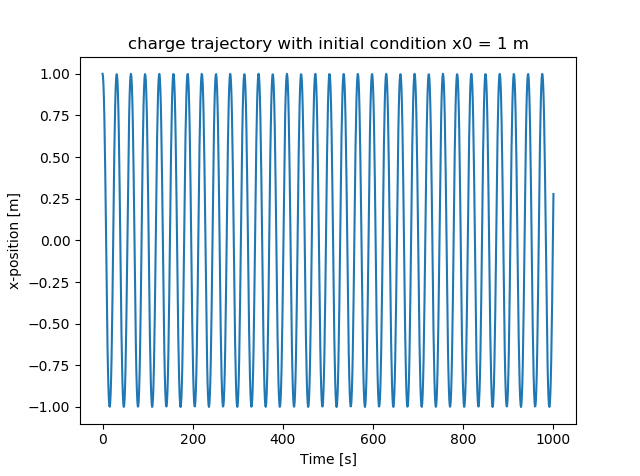 charge trajectory with initial condition x0 = 1 m
1.00
0.75
0.50
0.25
0.00
−0.25
−0.50
−0.75
−1.00
x-position [m]
0 200 400 600 800 1000
Time [s]